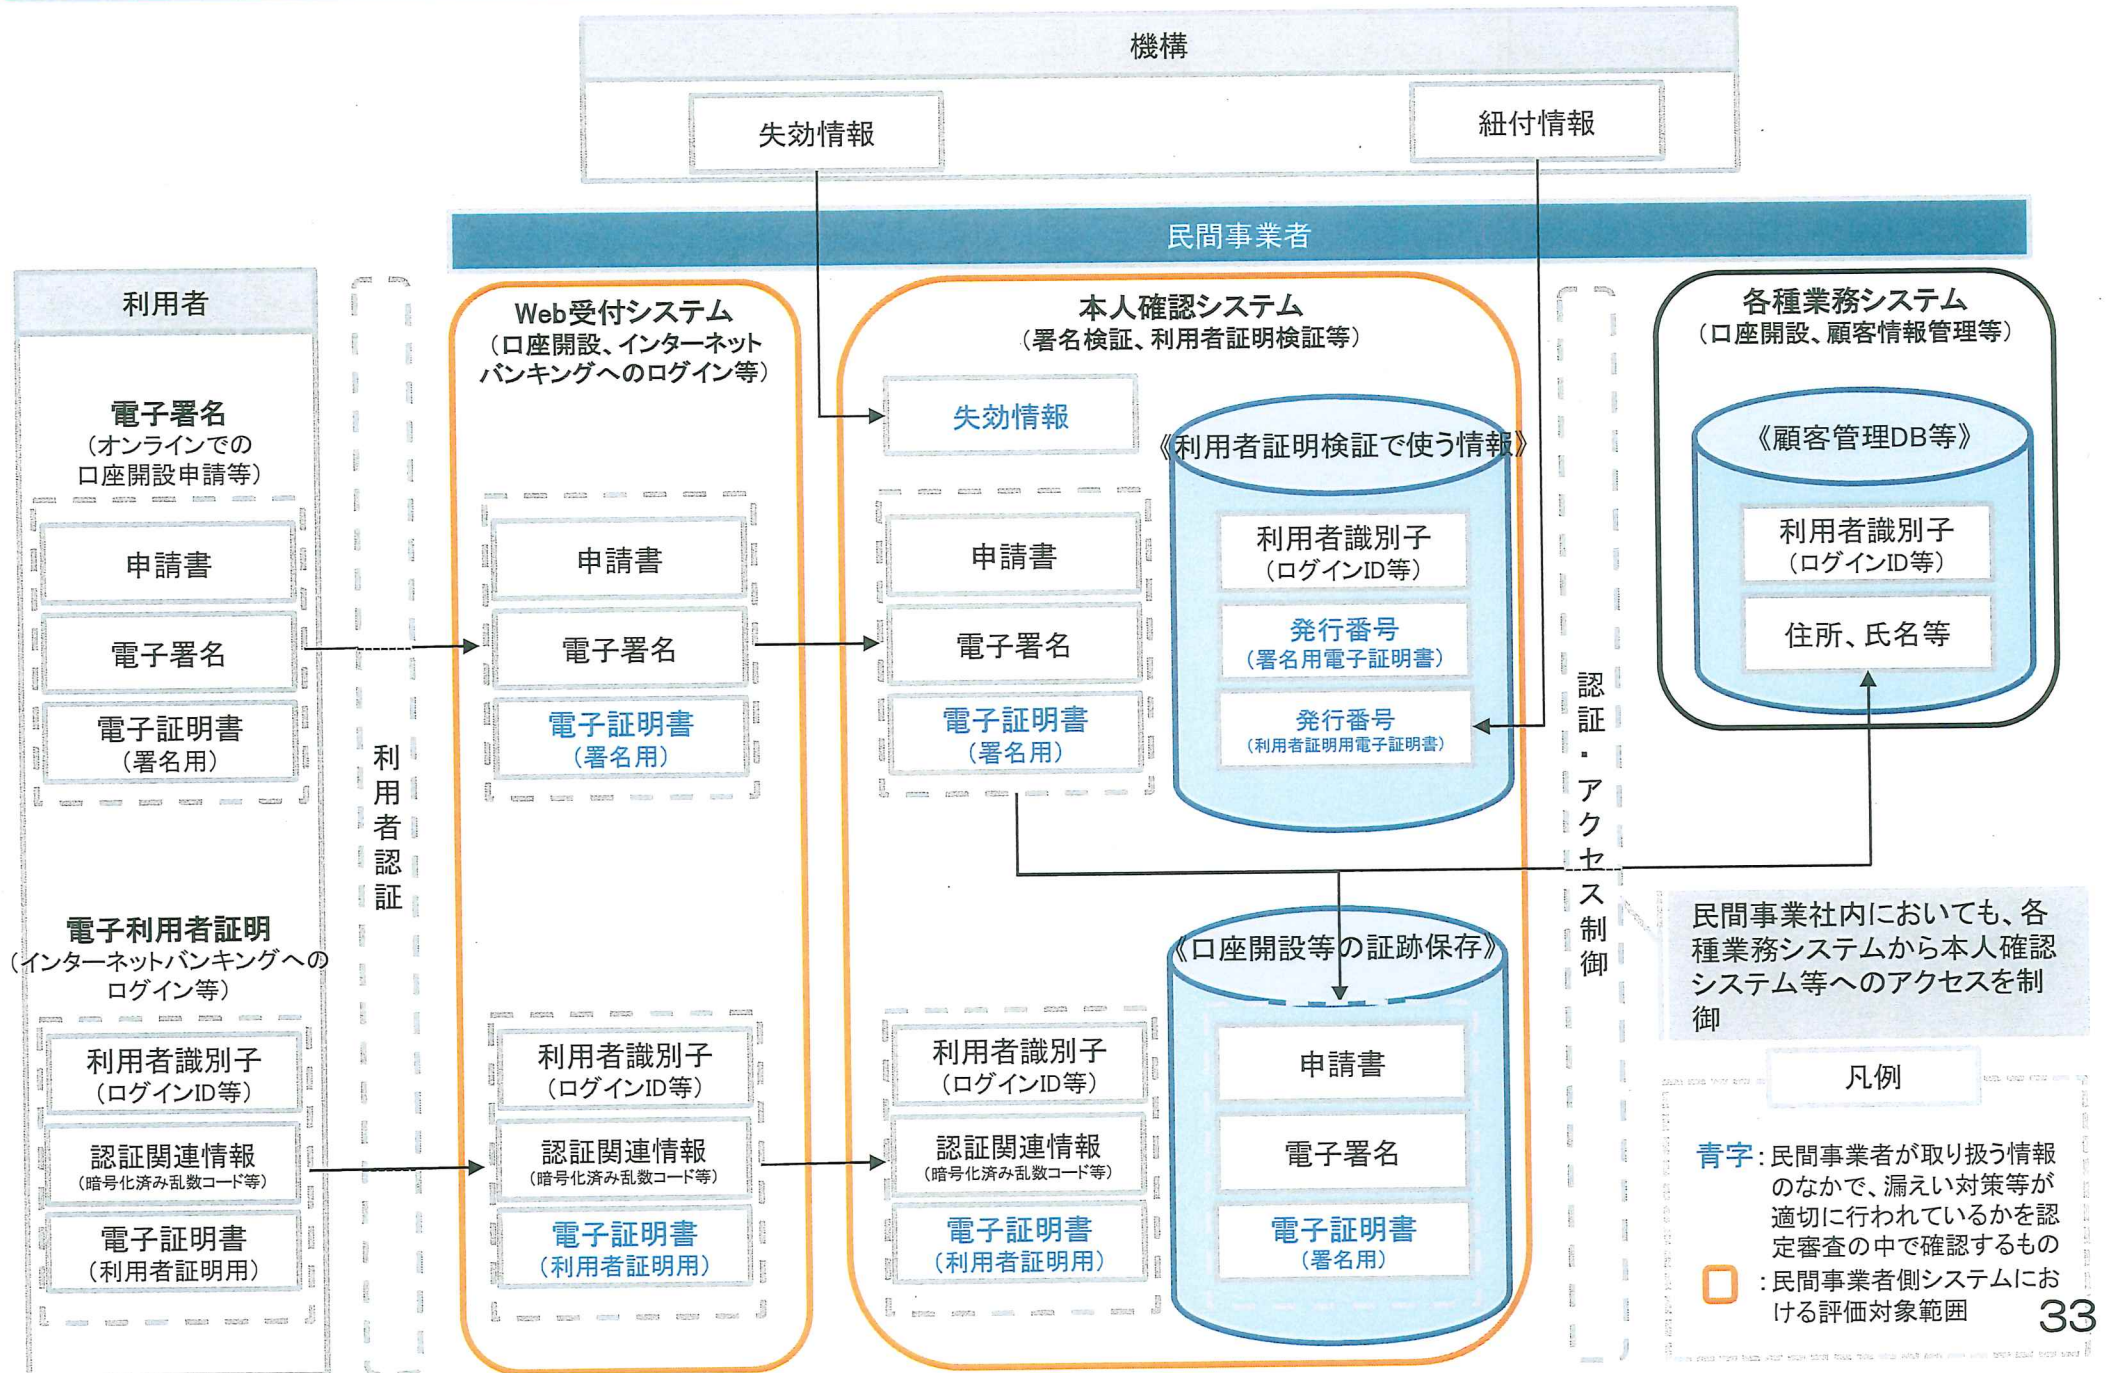 機構
失効情報
紐付情報
民間事業者
利用者
電子署名
(オンラインでの
口座開設申請等)
申請書
電子署名
電子証明書
(署名用)
電子利用者証明
(インターネットバンキングへの
ログイン等)
利用者識別子
(ログインID等)
認証関連情報
(暗号化済み乱数コード等)
電子証明書
(利用者証明用)
利用者認証
Web受付システム
(口座開設、インターネット
バンキングへのログイン等)
申請書
電子署名
電子証明書
(署名用)
利用者識別子
(ログインID等)
認証関連情報
(暗号化済み乱数コード等)
電子証明書
(利用者証明用)
本人確認システム
(署名検証、利用者証明検証等)
失効情報
申請書
電子署名
電子証明書
(署名用)
利用者識別子
(ログインID等)
認証関連情報
(暗号化済み乱数コード等)
電子証明書
(利用者証明用)
《利用者証明検証で使う情報》
利用者識別子
(ログインID等)
発行番号
(署名用電子証明書)
発行番号
(利用者証明用電子証明書)
《口座開設等の証跡保存》
申請書
電子署名
電子証明書
(署名用)
認証・アクセス制御
各種業務システム
(口座開設、顧客情報管理等)
《顧客管理DB等》
利用者識別子
(ログインID等)
住所、氏名等
民間事業社内においても、各
種業務システムから本人確認
システム等へのアクセスを制
御
凡例
青字:民間事業者が取り扱う情報
のなかで、漏えい対策等が
適切に行われているかを認
定審査の中で確認するもの
:民間事業者側システムにお
ける評価対象範囲
33